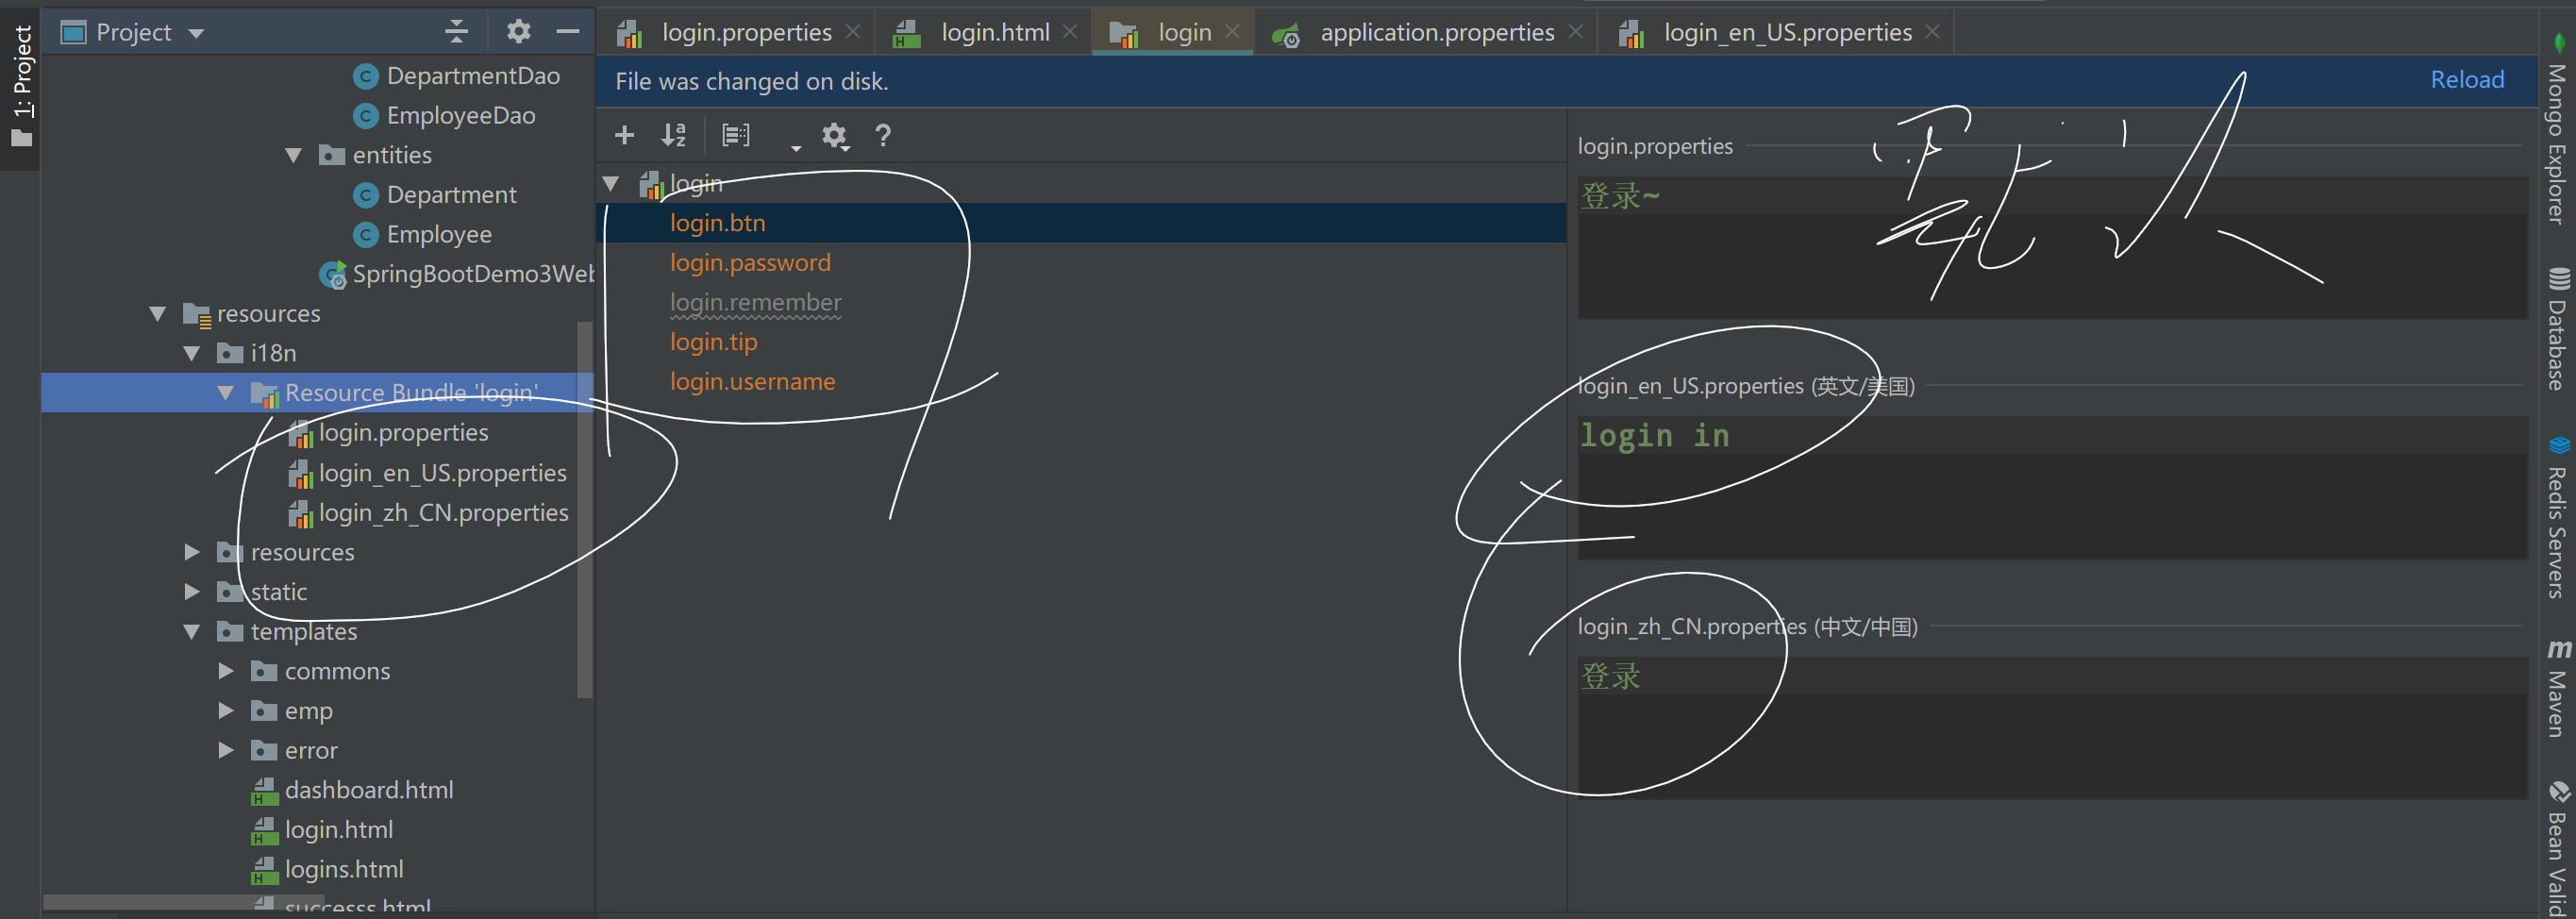 1: Project
Project
DepartmentDao
EmployeeDao
entities
Department
Employee
SpringBootDemo3Web
resources
i18n
Resource Bundle 'login'
login.properties
login_en_US.properties
login_zh_CN.properties
resources
static
templates
commons
emp
error
dashboard.html
login.html
logins.html
successs.html
login.properties
login.html
login
application.properties
login_en_US.properties
File was changed on disk.
Reload
login
login.btn
login.password
login.remember
login.tip
login.username
login.properties
登录~
默认
login_en_US.properties (英文/美国)
login in
login_zh_CN.properties (中文/中国)
登录
Mongo Explorer
Database
Redis Servers
Maven
Bean Valid